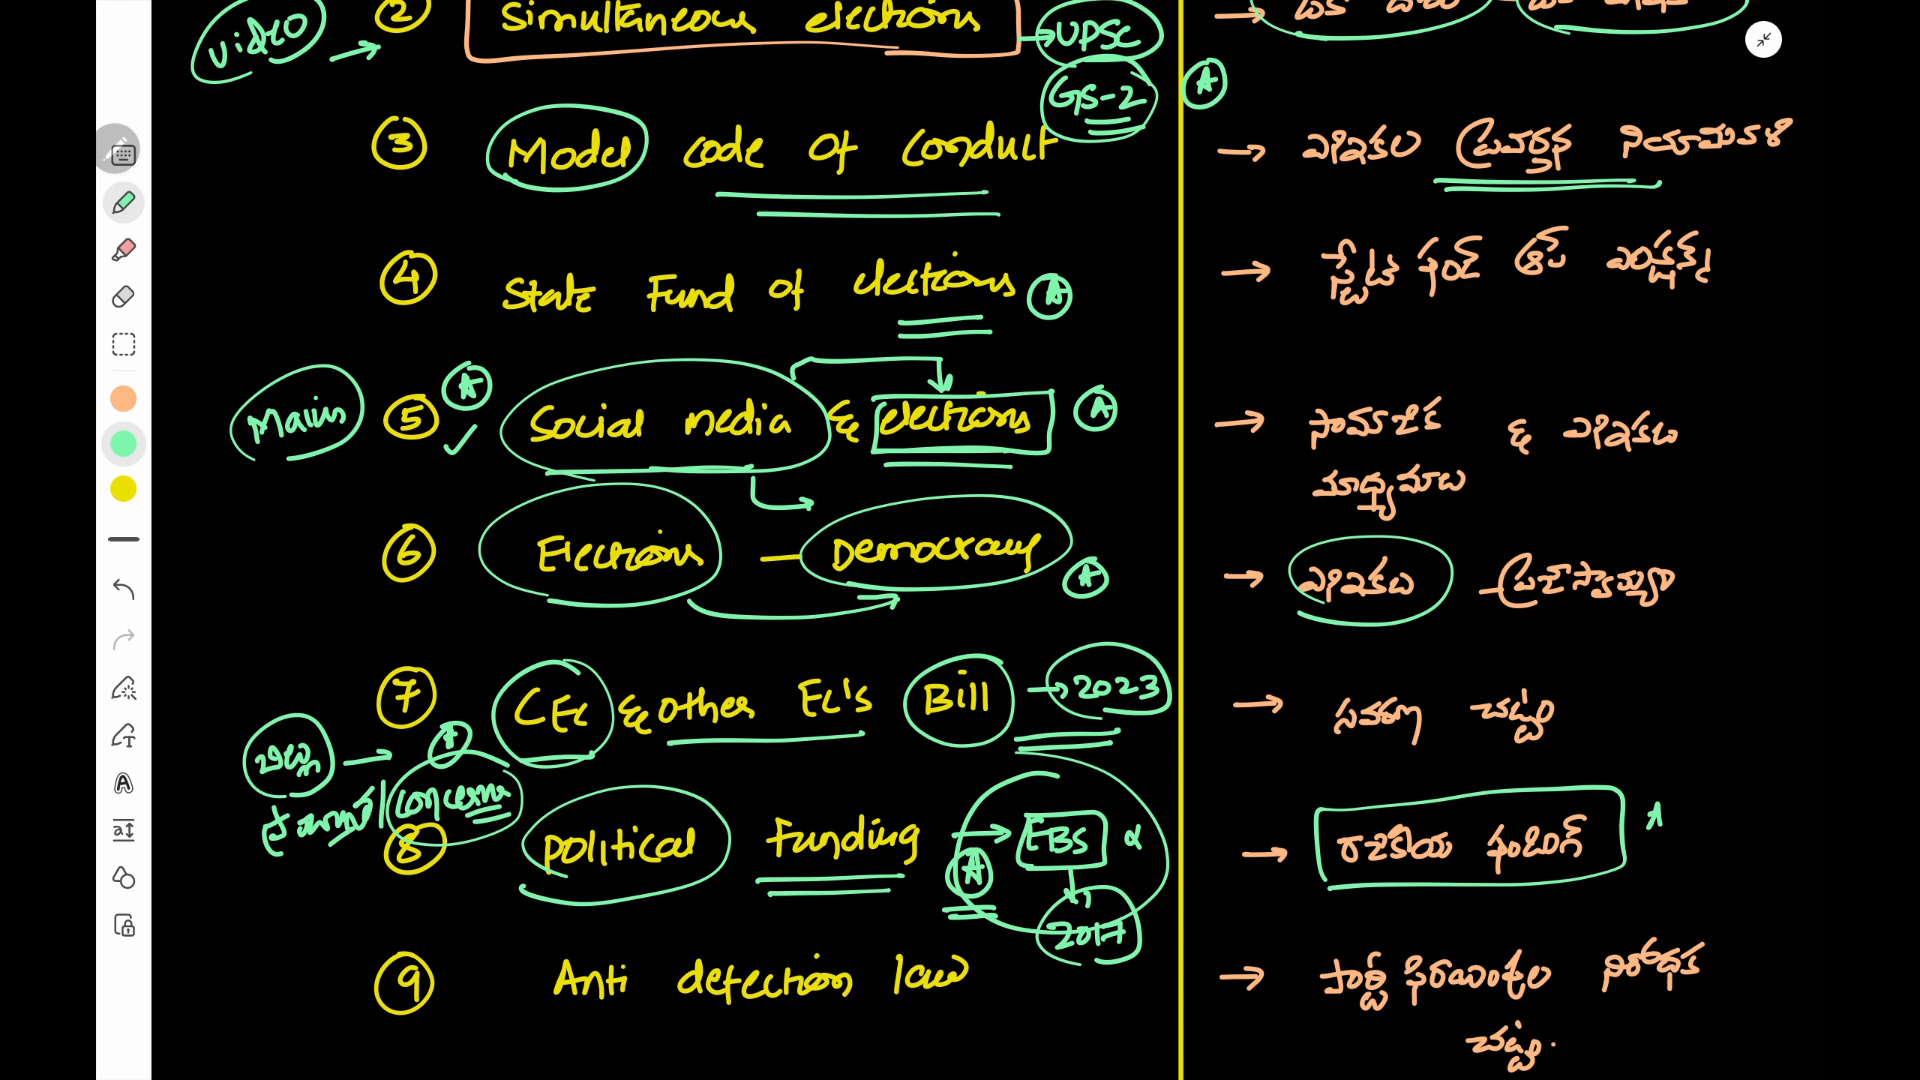 video → ② Simultaneous elections → UPSC
GS-2
③ Model code of conduct → ఎన్నికల ప్రవర్తన నియమావళి
④ State Fund of elections → స్టేట్ ఫండ్ ఆఫ్ ఎలక్షన్స్
Mains ⑤ Social media & elections → సామాజిక & ఎన్నికలు
మాధ్యమాలు
⑥ Elections - Democracy → ఎన్నికలు - ప్రజాస్వామ్యం
⑦ CEC & other EC's Bill → 2023 → సవరణ చట్టం
concerns
⑧ political funding → EBS → రాజకీయ ఫండింగ్
2017
⑨ Anti defection law → పార్టీ ఫిరాయింపుల నిరోధక
చట్టం.